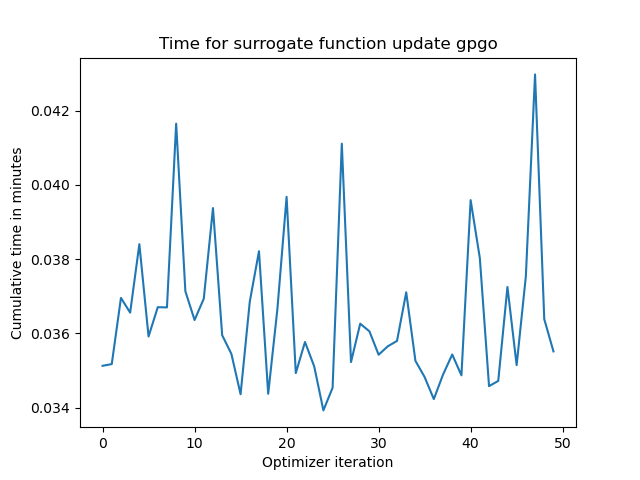 Time for surrogate function update gpgo
Cumulative time in minutes
0.042
0.040
0.038
0.036
0.034
0 10 20 30 40 50
Optimizer iteration